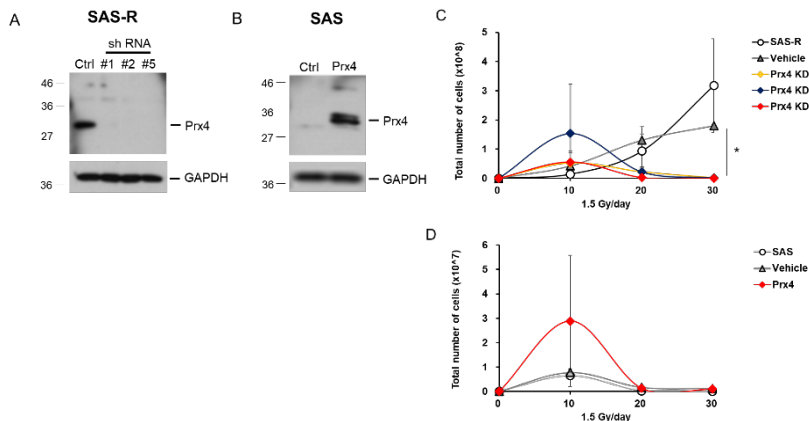 A
SAS-R
sh RNA
Ctrl #1 #2 #5
46
36
27
Prx4
36
GAPDH
B
SAS
Ctrl Prx4
46
36
27
Prx4
36
GAPDH
C
Total number of cells (x10^8)
5
4
3
2
1
0
0 10 20 30
1.5 Gy/day
*
SAS-R
Vehicle
Prx4 KD
Prx4 KD
Prx4 KD
D
Total number of cells (x10^7)
6
5
4
3
2
1
0
0 10 20 30
1.5 Gy/day
SAS
Vehicle
Prx4